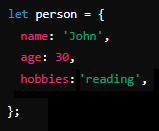 let person = {
name: 'John',
age: 30,
hobbies:'reading',
};